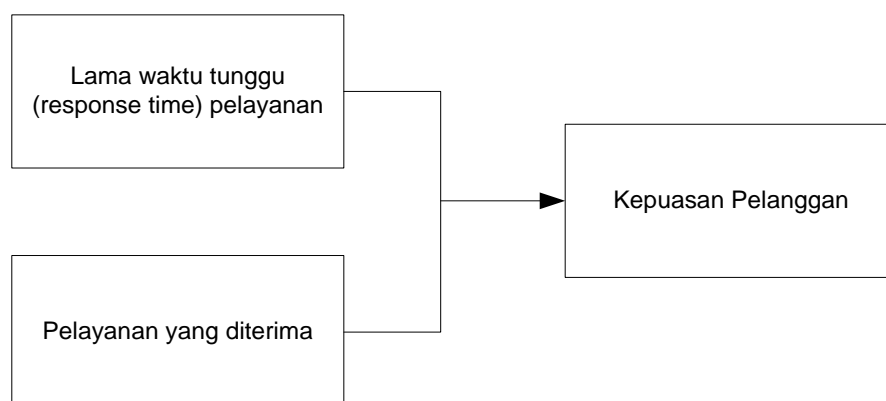 Lama waktu tunggu
(response time) pelayanan
Kepuasan Pelanggan
Pelayanan yang diterima